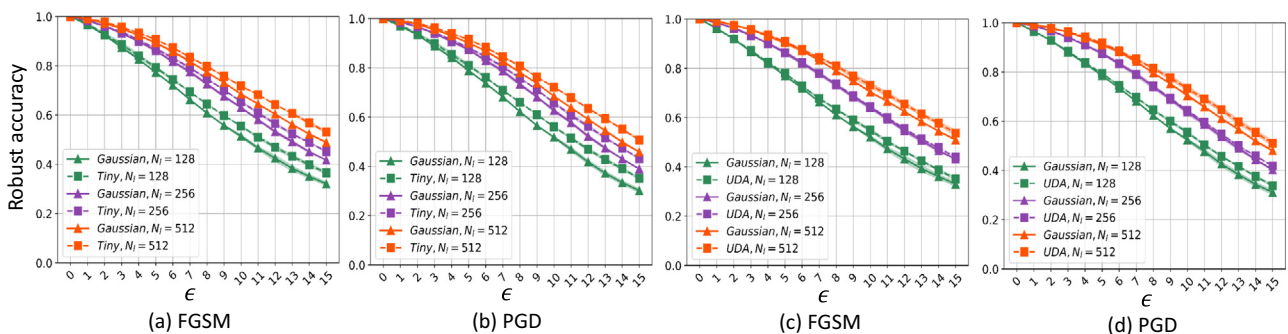 Robust accuracy
1.0
0.8
0.6
0.4
0.2
0.0
Gaussian, N_l = 128
Tiny, N_l = 128
Gaussian, N_l = 256
Tiny, N_l = 256
Gaussian, N_l = 512
Tiny, N_l = 512
0 1 2 3 4 5 6 7 8 9 10 11 12 13 14 15
ϵ
(a) FGSM
1.0
0.8
0.6
0.4
0.2
0.0
Gaussian, N_l = 128
Tiny, N_l = 128
Gaussian, N_l = 256
Tiny, N_l = 256
Gaussian, N_l = 512
Tiny, N_l = 512
0 1 2 3 4 5 6 7 8 9 10 11 12 13 14 15
ϵ
(b) PGD
1.0
0.8
0.6
0.4
0.2
0.0
Gaussian, N_l = 128
UDA, N_l = 128
Gaussian, N_l = 256
UDA, N_l = 256
Gaussian, N_l = 512
UDA, N_l = 512
0 1 2 3 4 5 6 7 8 9 10 11 12 13 14 15
ϵ
(c) FGSM
1.0
0.8
0.6
0.4
0.2
0.0
Gaussian, N_l = 128
UDA, N_l = 128
Gaussian, N_l = 256
UDA, N_l = 256
Gaussian, N_l = 512
UDA, N_l = 512
0 1 2 3 4 5 6 7 8 9 10 11 12 13 14 15
ϵ
(d) PGD